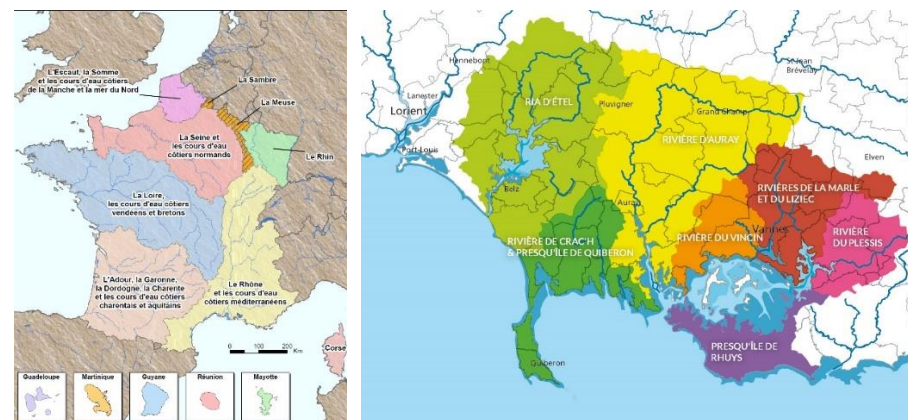 L'Escaut, la Somme
et les cours d'eau côtiers
de la Manche et la mer du Nord
La Sambre
La Meuse
La Seine et
les cours d'eau
côtiers normands
Le Rhin
La Loire,
les cours d'eau côtiers
vendéens et bretons
L'Adour, la Garonne,
la Dordogne, la Charente
et les cours d'eau côtiers
charentais et aquitains
Le Rhône
et les cours d'eau
côtiers méditerranéens
0 100 200
Km
Corse
Guadeloupe
Martinique
Guyane
Réunion
Mayotte
Hennebont
Lanester
Lorient
Port-Louis
RIA D'ÉTEL
Pluvigner
Grand-Champ
St-Jean
Brévelay
RIVIÈRE D'AURAY
Elven
Belz
Auray
RIVIÈRES DE LA MARLE
ET DU LIZIEC
Vannes
RIVIÈRE DE CRAC'H
& PRESQU'ÎLE DE QUIBERON
RIVIÈRE DU VINCIN
RIVIÈRE
DU PLESSIS
PRESQU'ÎLE DE
RHUYS
Quiberon